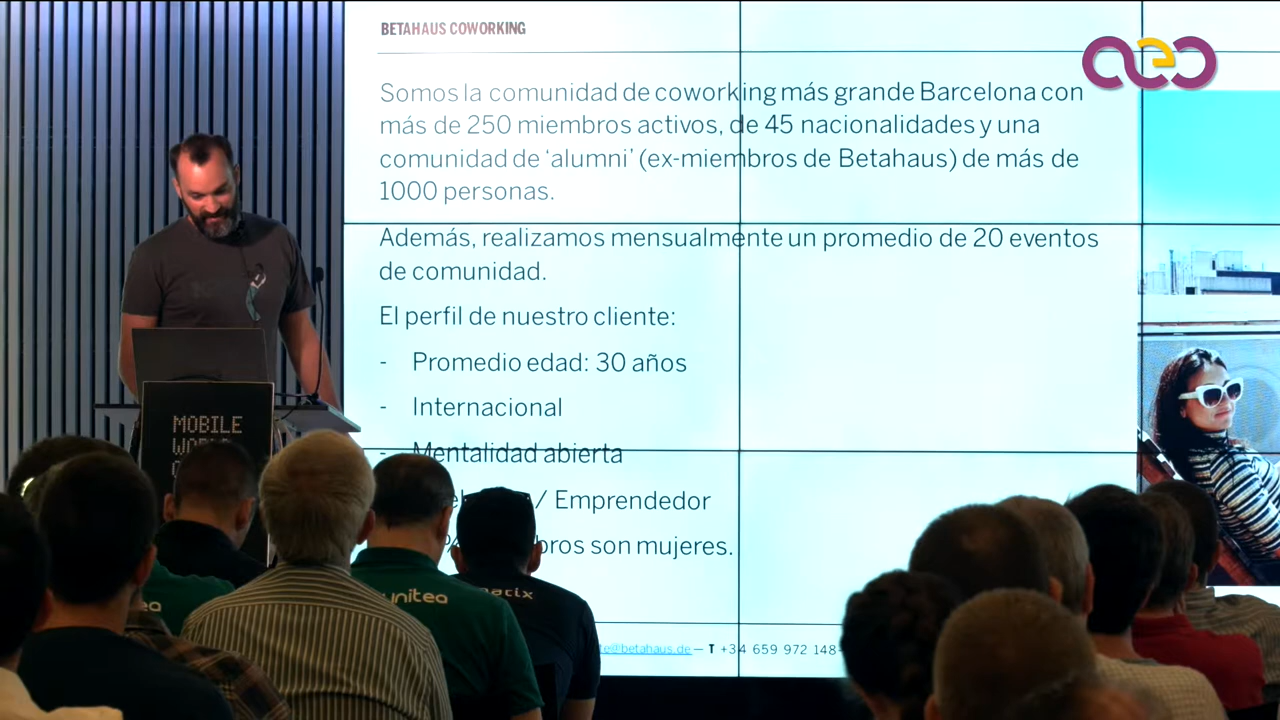 BETAHAUS COWORKING
aec
Somos la comunidad de coworking más grande Barcelona con
más de 250 miembros activos, de 45 nacionalidades y una
comunidad de ‘alumni’ (ex-miembros de Betahaus) de más de
1000 personas.
Además, realizamos mensualmente un promedio de 20 eventos
de comunidad.
El perfil de nuestro cliente:
- Promedio edad: 30 años
- Internacional
- Mentalidad abierta
/ Emprendedor
son mujeres.
@betahaus.de — T +34 659 972 148
MOBILE
unitea